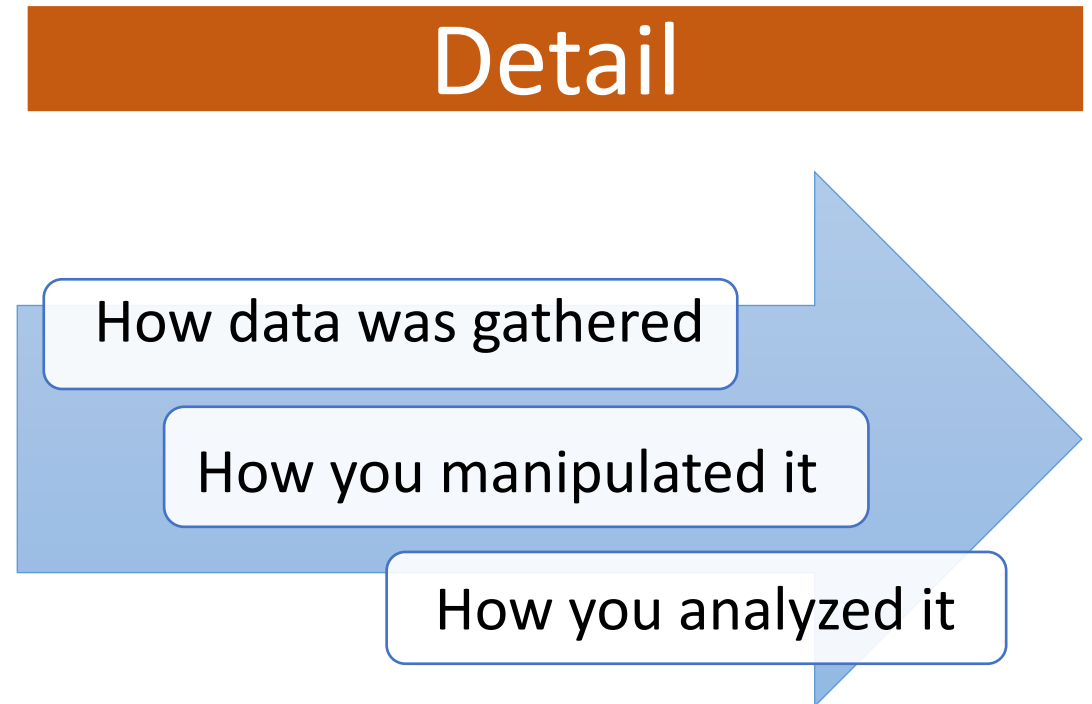 Detail
How data was gathered
How you manipulated it
How you analyzed it